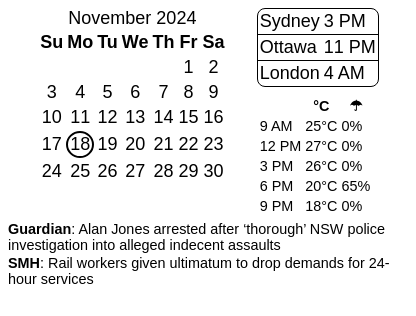 November 2024
Su Mo Tu We Th Fr Sa
1 2
3 4 5 6 7 8 9
10 11 12 13 14 15 16
17 18 19 20 21 22 23
24 25 26 27 28 29 30
Sydney 3 PM
Ottawa 11 PM
London 4 AM
°C ☂
9 AM 25°C 0%
12 PM 27°C 0%
3 PM 26°C 0%
6 PM 20°C 65%
9 PM 18°C 0%
Guardian: Alan Jones arrested after ‘thorough’ NSW police
investigation into alleged indecent assaults
SMH: Rail workers given ultimatum to drop demands for 24-
hour services